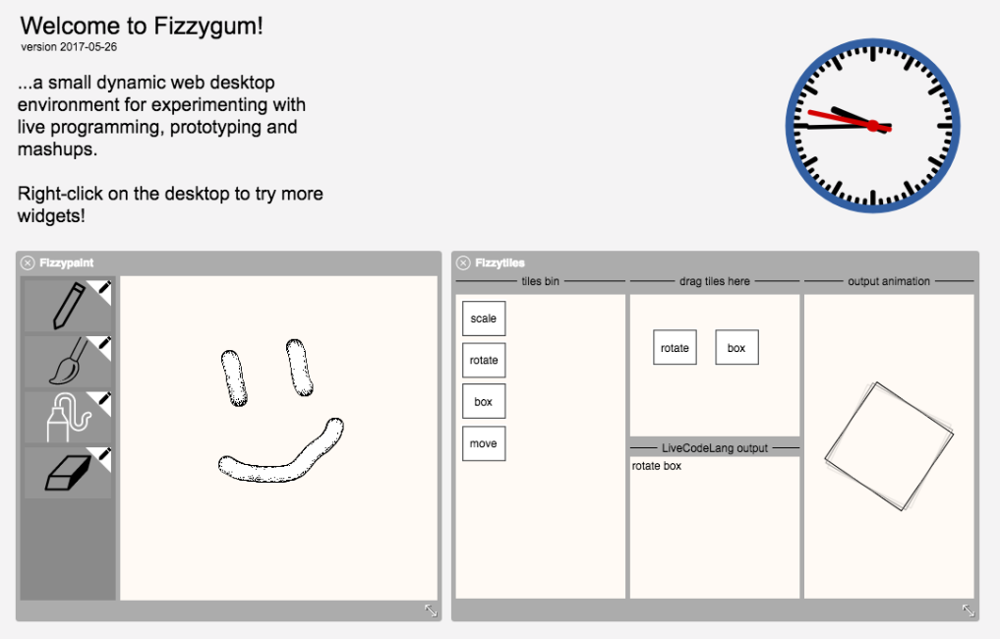 Welcome to Fizzygum!
version 2017-05-26
...a small dynamic web desktop
environment for experimenting with
live programming, prototyping and
mashups.
Right-click on the desktop to try more
widgets!
Fizzypaint
Fizzytiles
tiles bin
scale
rotate
box
move
drag tiles here
rotate
box
LiveCodeLang output
rotate box
output animation